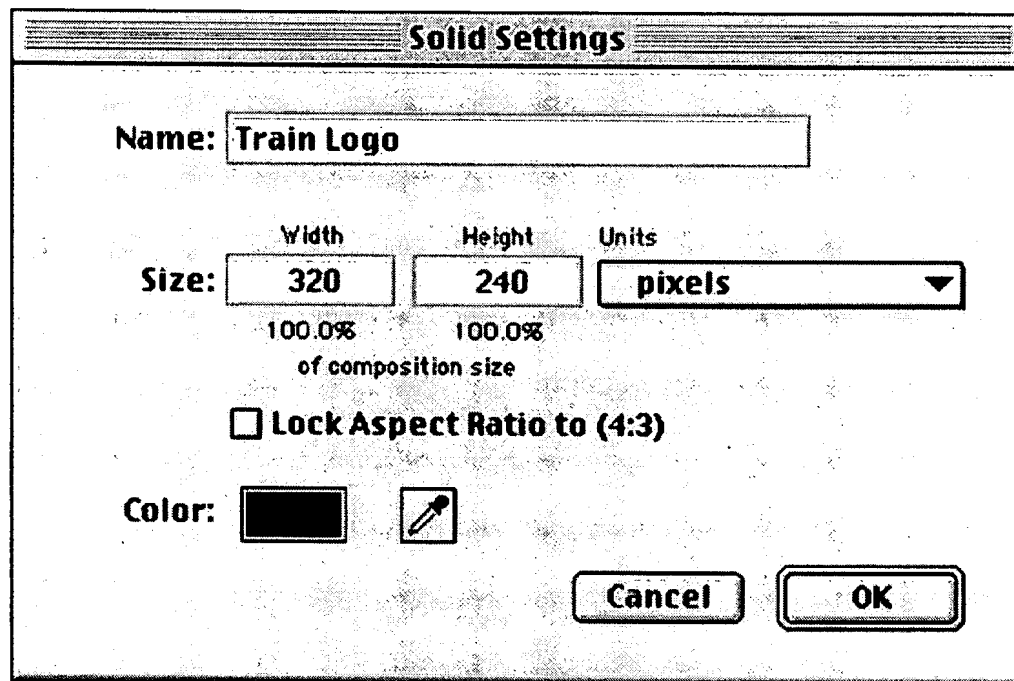 Solid Settings
Name: Train Logo
Width Height Units
Size: 320 240 pixels
100.0% 100.0%
of composition size
Lock Aspect Ratio to (4:3)
Color:
Cancel OK